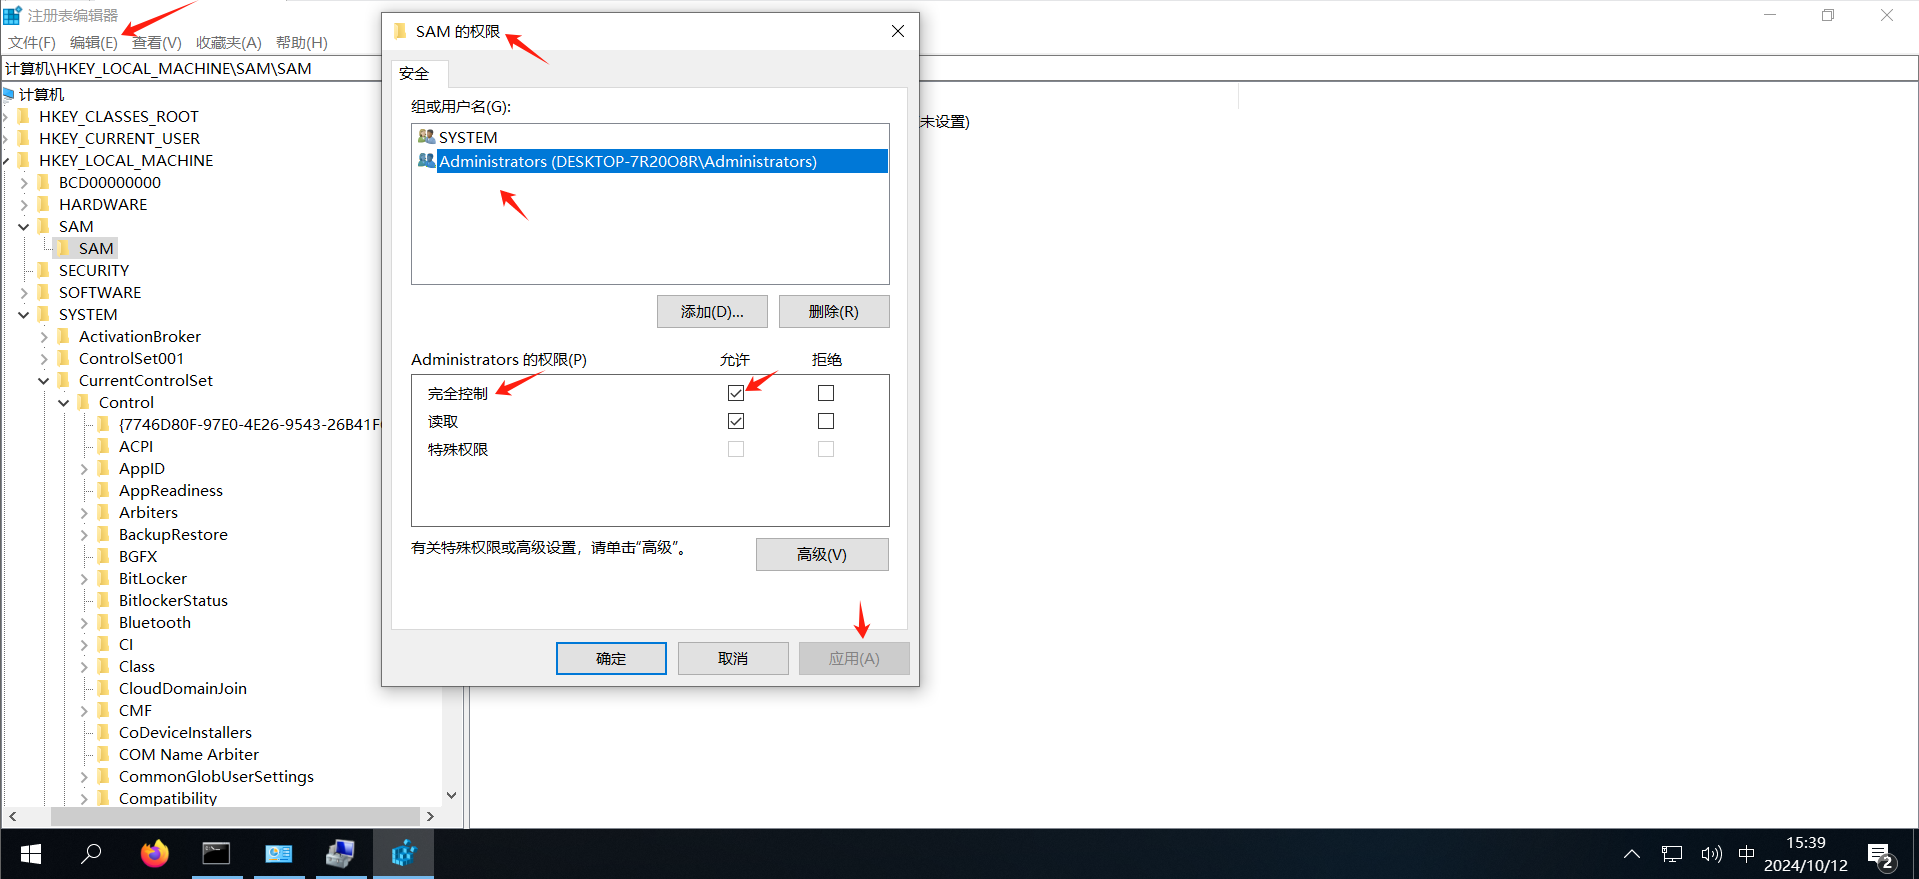 注册表编辑器
文件(F) 编辑(E) 查看(V) 收藏夹(A) 帮助(H)
计算机\HKEY_LOCAL_MACHINE\SAM\SAM
计算机
HKEY_CLASSES_ROOT
HKEY_CURRENT_USER
HKEY_LOCAL_MACHINE
BCD00000000
HARDWARE
SAM
SAM
SECURITY
SOFTWARE
SYSTEM
ActivationBroker
ControlSet001
CurrentControlSet
Control
{7746D80F-97E0-4E26-9543-26B41F
ACPI
AppID
AppReadiness
Arbiters
BackupRestore
BGFX
BitLocker
BitlockerStatus
Bluetooth
CI
Class
CloudDomainJoin
CMF
CoDeviceInstallers
COM Name Arbiter
CommonGlobUserSettings
Compatibility
SAM 的权限
安全
组或用户名(G):
SYSTEM
Administrators (DESKTOP-7R20O8R\Administrators)
添加(D)... 删除(R)
Administrators 的权限(P) 允许 拒绝
完全控制
读取
特殊权限
有关特殊权限或高级设置，请单击“高级”。
高级(V)
确定 取消 应用(A)
未设置)
中
15:39
2024/10/12
2